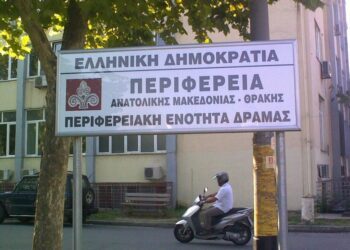 ΕΛΛΗΝΙΚΗ ΔΗΜΟΚΡΑΤΙΑ
ΠΕΡΙΦΕΡΕΙΑ
ΑΝΑΤΟΛΙΚΗΣ ΜΑΚΕΔΟΝΙΑΣ - ΘΡΑΚΗΣ
ΠΕΡΙΦΕΡΕΙΑΚΗ ΕΝΟΤΗΤΑ ΔΡΑΜΑΣ